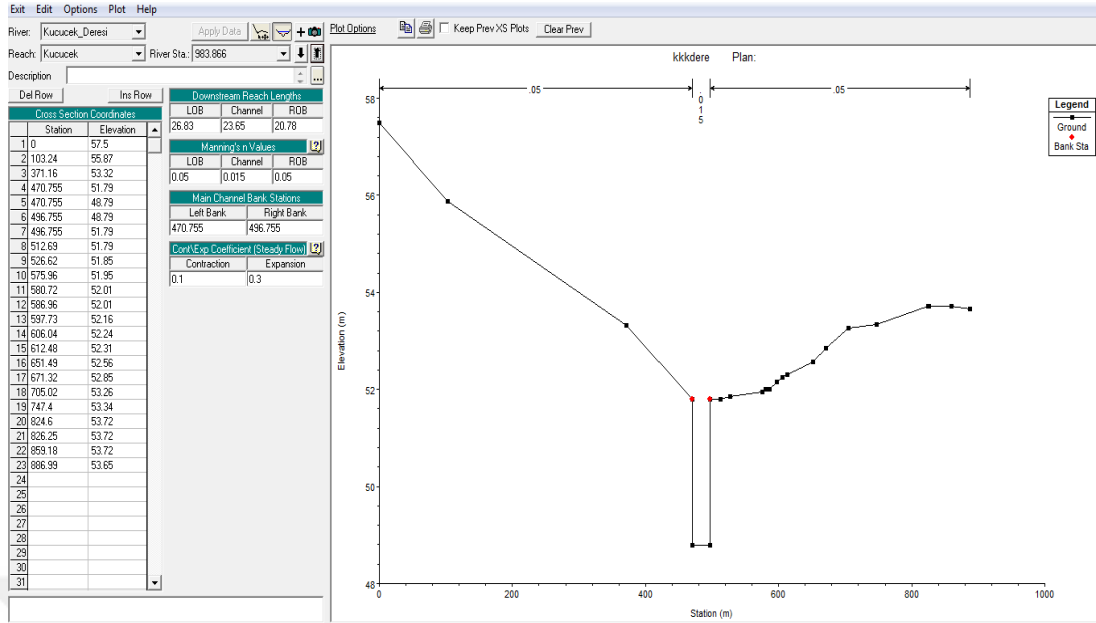 Exit Edit Options Plot Help
River: Kucucek_Deresi Apply Data Plot Options Keep Prev XS Plots Clear Prev
Reach: Kucucek River Sta.: 983.866
Description ...
Del Row Ins Row
Cross Section Coordinates
Station Elevation
1 0 57.5
2 103.24 55.87
3 371.16 53.32
4 470.755 51.79
5 470.755 48.79
6 496.755 48.79
7 496.755 51.79
8 512.69 51.79
9 526.62 51.85
10 575.96 51.95
11 580.72 52.01
12 586.96 52.01
13 597.73 52.16
14 606.04 52.24
15 612.48 52.31
16 651.49 52.56
17 671.32 52.85
18 705.02 53.26
19 747.4 53.34
20 824.6 53.72
21 826.25 53.72
22 859.18 53.72
23 886.99 53.65
24
25
26
27
28
29
30
31
Downstream Reach Lengths
LOB Channel ROB
26.83 23.65 20.78
Manning's n Values
LOB Channel ROB
0.05 0.015 0.05
Main Channel Bank Stations
Left Bank Right Bank
470.755 496.755
Cont\Exp Coefficient (Steady Flow)
Contraction Expansion
0.1 0.3
kkkdere Plan:
.05 .015 .05
Legend
Ground
Bank Sta
58
56
54
52
50
48
Elevation (m)
0 200 400 600 800 1000
Station (m)